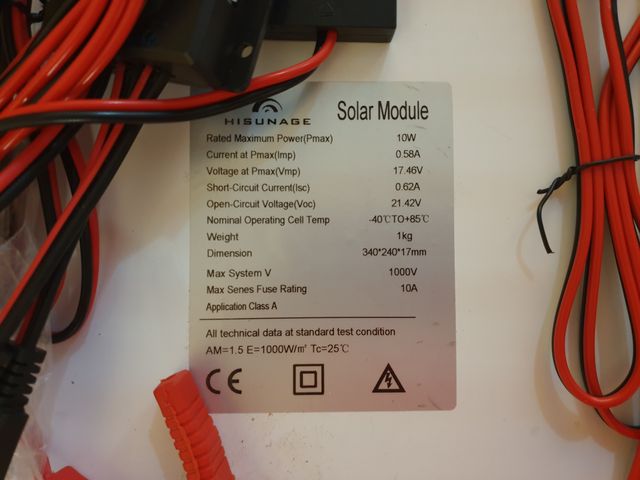 HISUNAGE
Solar Module
Rated Maximum Power(Pmax) 10W
Current at Pmax(Imp) 0.58A
Voltage at Pmax(Vmp) 17.46V
Short-Circuit Current(Isc) 0.62A
Open-Circuit Voltage(Voc) 21.42V
Nominal Operating Cell Temp -40℃TO+85℃
Weight 1kg
Dimension 340*240*17mm
Max System V 1000V
Max Senes Fuse Rating 10A
Application Class A
All technical data at standard test condition
AM=1.5 E=1000W/㎡ Tc=25℃
CE